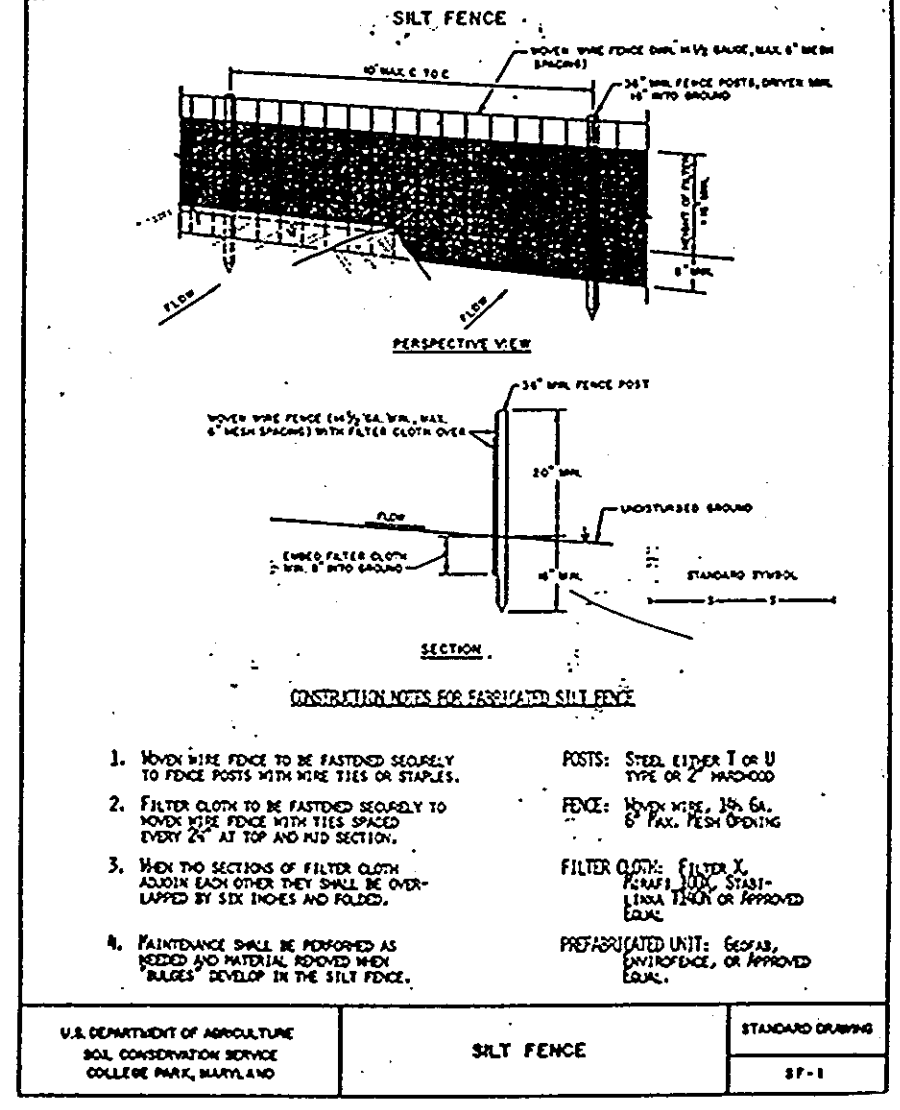 SILT FENCE
WOVEN WIRE FENCE (MIN. 14 1/2 GAUGE, MAX. 6" MESH
SPACING)
10' MAX. C TO C
36" MIN. FENCE POSTS, DRIVEN MIN.
16" INTO GROUND
HEIGHT OF FILTER
= 16" MIN.
8" MIN.
FLOW
FLOW
PERSPECTIVE VIEW
36" MIN. FENCE POST
WOVEN WIRE FENCE (14 1/2 GA. MIN., MAX.
6" MESH SPACING) WITH FILTER CLOTH OVER
20" MIN.
FLOW
UNDISTURBED GROUND
EMBED FILTER CLOTH
MIN. 8" INTO GROUND
16" MIN.
STANDARD SYMBOL
S S
SECTION
CONSTRUCTION NOTES FOR FABRICATED SILT FENCE
1. WOVEN WIRE FENCE TO BE FASTENED SECURELY
TO FENCE POSTS WITH WIRE TIES OR STAPLES.
2. FILTER CLOTH TO BE FASTENED SECURELY TO
WOVEN WIRE FENCE WITH TIES SPACED
EVERY 24" AT TOP AND MID SECTION.
3. WHEN TWO SECTIONS OF FILTER CLOTH
ADJOIN EACH OTHER THEY SHALL BE OVER-
LAPPED BY SIX INCHES AND FOLDED.
4. MAINTENANCE SHALL BE PERFORMED AS
NEEDED AND MATERIAL REMOVED WHEN
"BULGES" DEVELOP IN THE SILT FENCE.
POSTS: STEEL EITHER T OR U
TYPE OR 2" HARDWOOD
FENCE: WOVEN WIRE, GA.
6" MAX. MESH OPENING
FILTER CLOTH: FILTER X,
MIRAFI 100X, STABI-
LINKA T140N OR APPROVED
EQUAL
PREFABRICATED UNIT: GEOFAB,
ENVIROFENCE, OR APPROVED
EQUAL.
U.S. DEPARTMENT OF AGRICULTURE
SOIL CONSERVATION SERVICE
COLLEGE PARK, MARYLAND
SILT FENCE
STANDARD DRAWING
SF-1